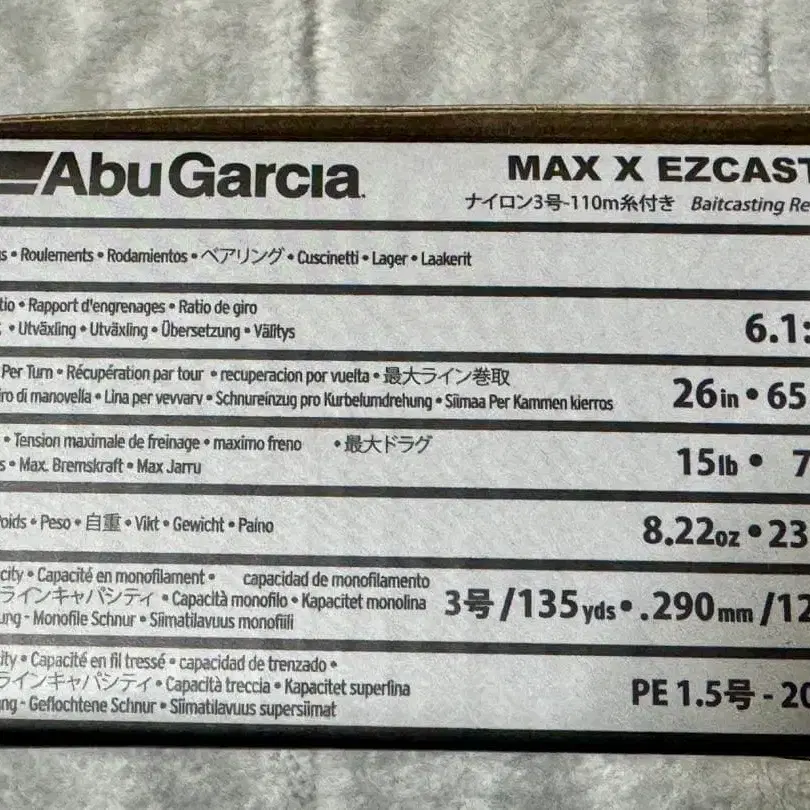 AbuGarcia
MAX X EZCAST
ナイロン3号-110m糸付き Baitcasting Re
s • Roulements • Rodamientos • ベアリング • Cuscinetti • Lager • Laakerit
tio • Rapport d'engrenages • Ratio de giro
• Utväxling • Utväxling • Übersetzung • Välitys
6.1:
Per Turn • Récupération par tour • recuperacion por vuelta • 最大ライン巻取
ro di manovella • Lina per vevvarv • Schnureinzug pro Kurbelumdrehung • Siimaa Per Kammen kierros
26in • 65
• Tension maximale de freinage • maximo freno • 最大ドラグ
s • Max. Bremskraft • Max Jarru
15lb • 7
Poids • Peso • 自重 • Vikt • Gewicht • Paino
8.22oz • 23
city • Capacité en monofilament • capacidad de monofilamento
ラインキャパシティ • Capacità monofilo • Kapacitet monolina
ung - Monofile Schnur • Siimatilavuus monofiili
3号/135yds • .290mm/12
ity • Capacité en fil tressé • capacidad de trenzado •
ラインキャパシティ • Capacità treccia • Kapacitet superlina
ng - Geflochtene Schnur • Siimatilavuus supersiimat
PE 1.5号 - 20